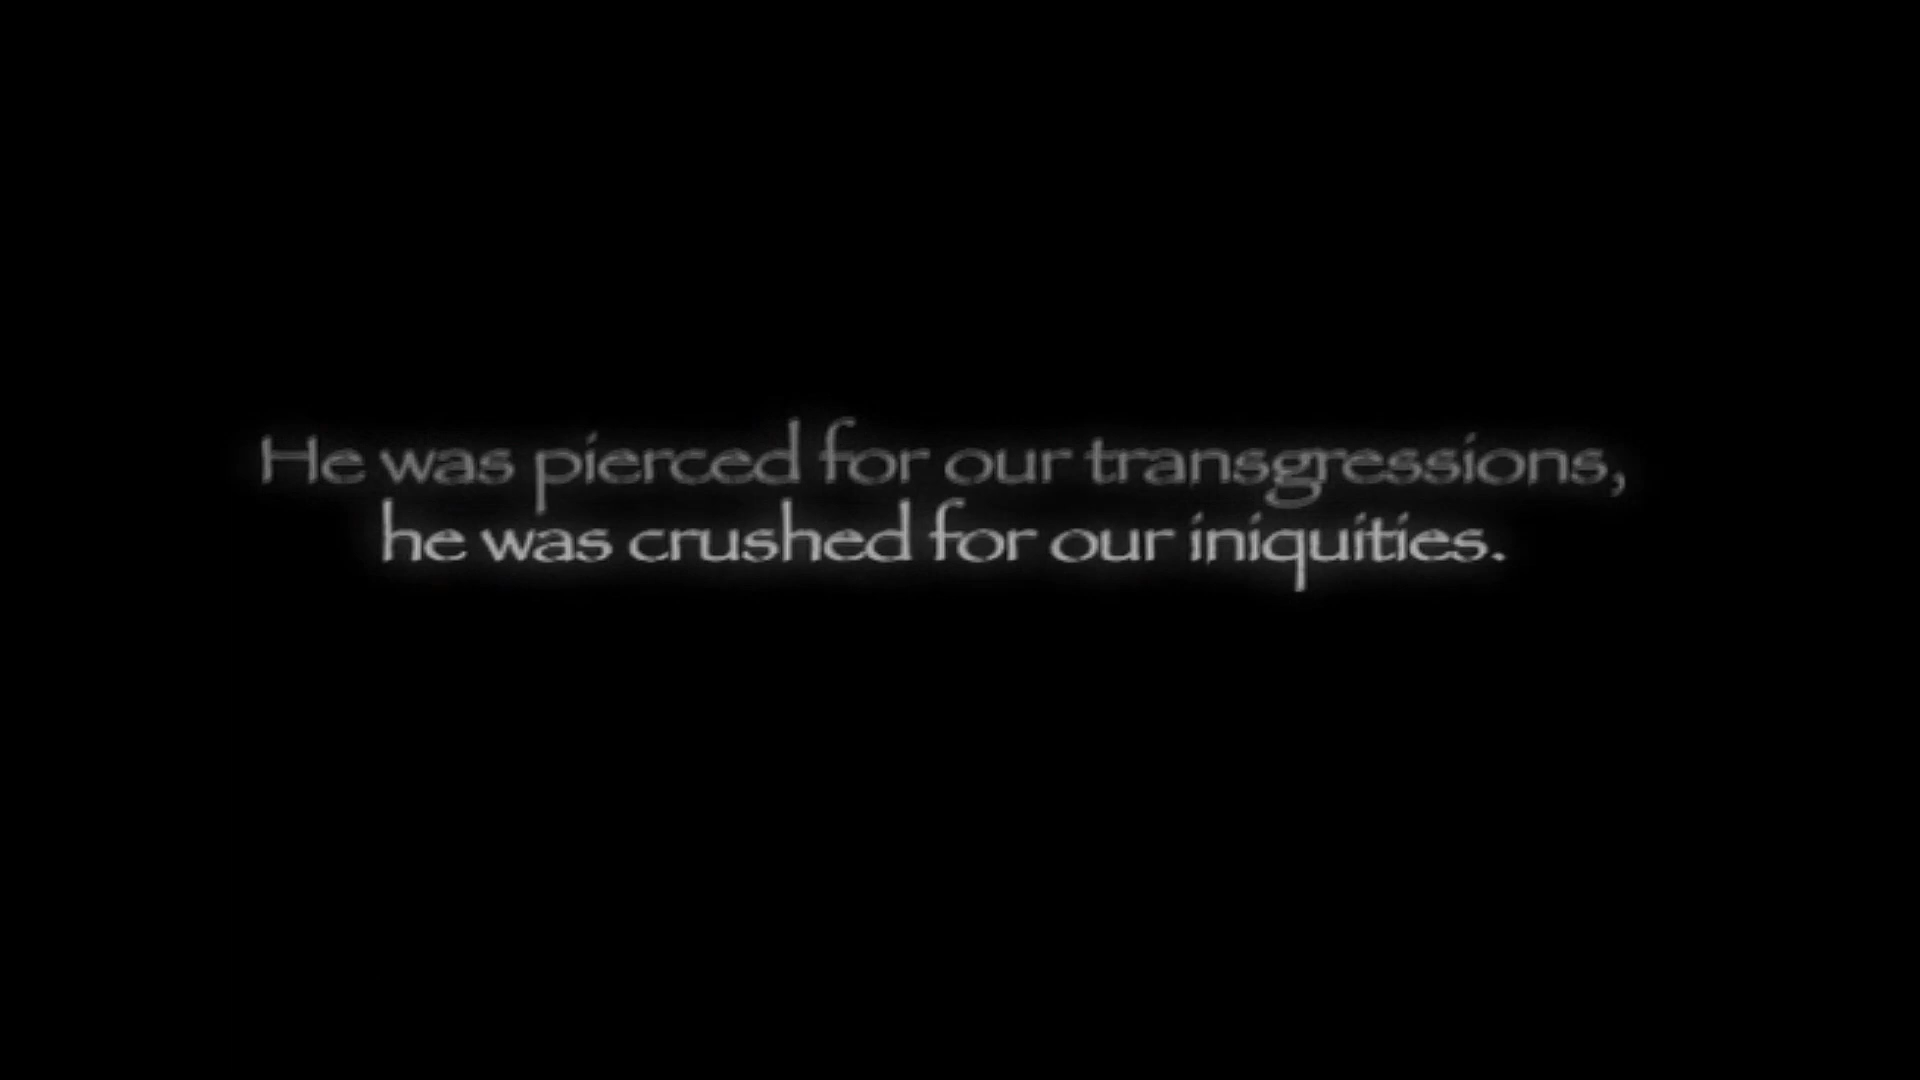 He was pierced for our transgressions,
he was crushed for our iniquities.